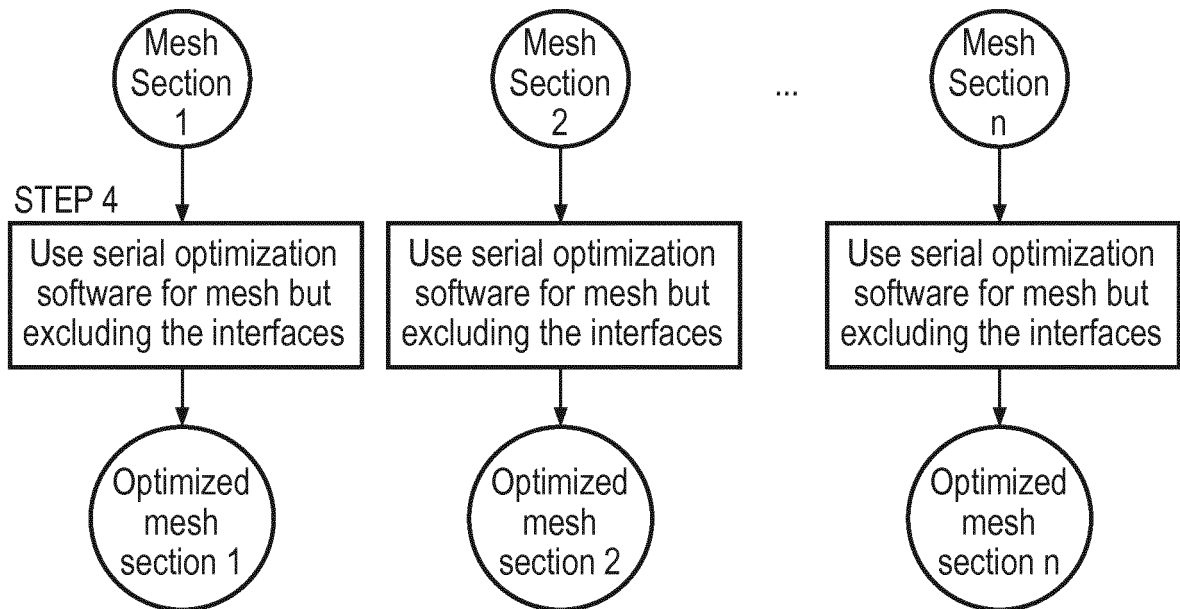 Mesh
Section
1
Mesh
Section
2
...
Mesh
Section
n
STEP 4
Use serial optimization
software for mesh but
excluding the interfaces
Use serial optimization
software for mesh but
excluding the interfaces
Use serial optimization
software for mesh but
excluding the interfaces
Optimized
mesh
section 1
Optimized
mesh
section 2
Optimized
mesh
section n